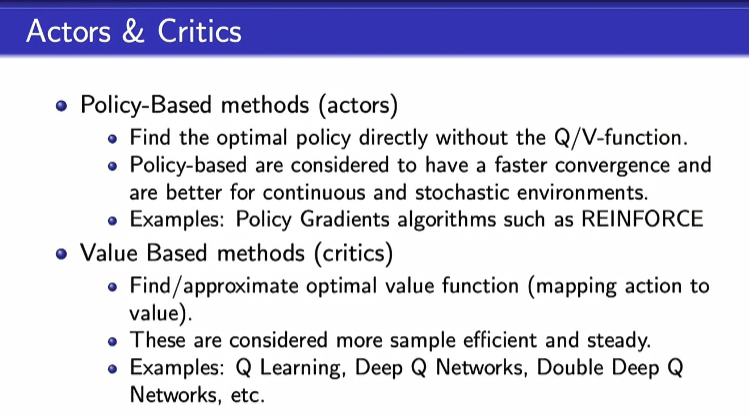 Actors & Critics
Policy-Based methods (actors)
Find the optimal policy directly without the Q/V-function.
Policy-based are considered to have a faster convergence and
are better for continuous and stochastic environments.
Examples: Policy Gradients algorithms such as REINFORCE
Value Based methods (critics)
Find/approximate optimal value function (mapping action to
value).
These are considered more sample efficient and steady.
Examples: Q Learning, Deep Q Networks, Double Deep Q
Networks, etc.